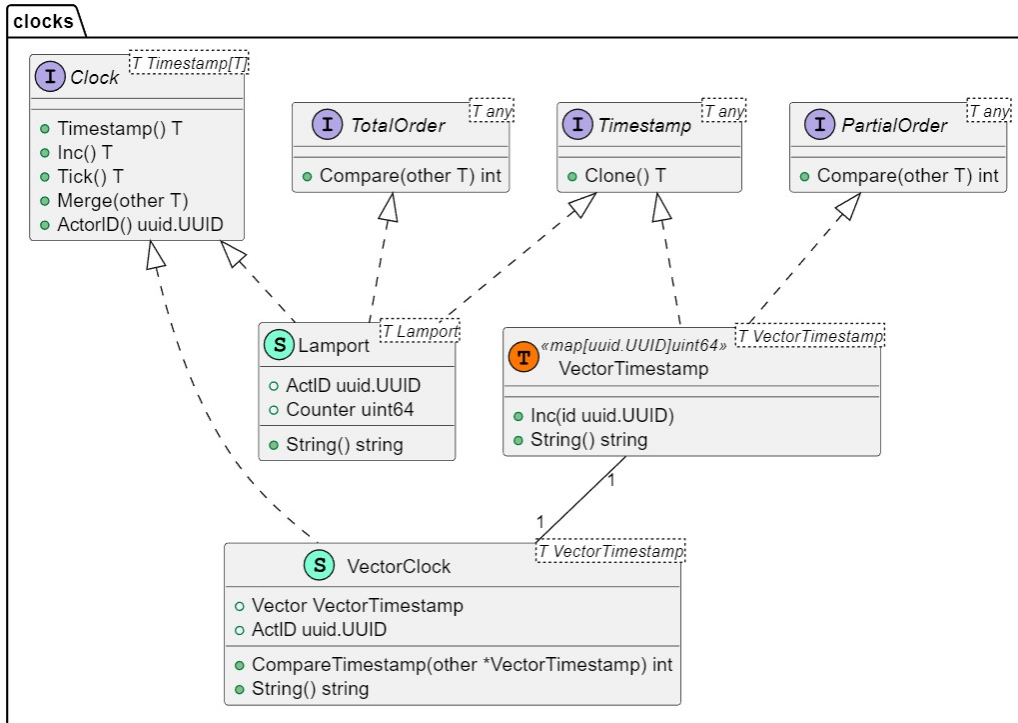 clocks
T Timestamp[T]
I Clock
Timestamp() T
Inc() T
Tick() T
Merge(other T)
ActorID() uuid.UUID
T any
I TotalOrder
Compare(other T) int
T any
I Timestamp
Clone() T
T any
I PartialOrder
Compare(other T) int
T Lamport
S Lamport
ActID uuid.UUID
Counter uint64
String() string
T VectorTimestamp
«map[uuid.UUID]uint64»
T VectorTimestamp
Inc(id uuid.UUID)
String() string
1
1
T VectorTimestamp
S VectorClock
Vector VectorTimestamp
ActID uuid.UUID
CompareTimestamp(other *VectorTimestamp) int
String() string